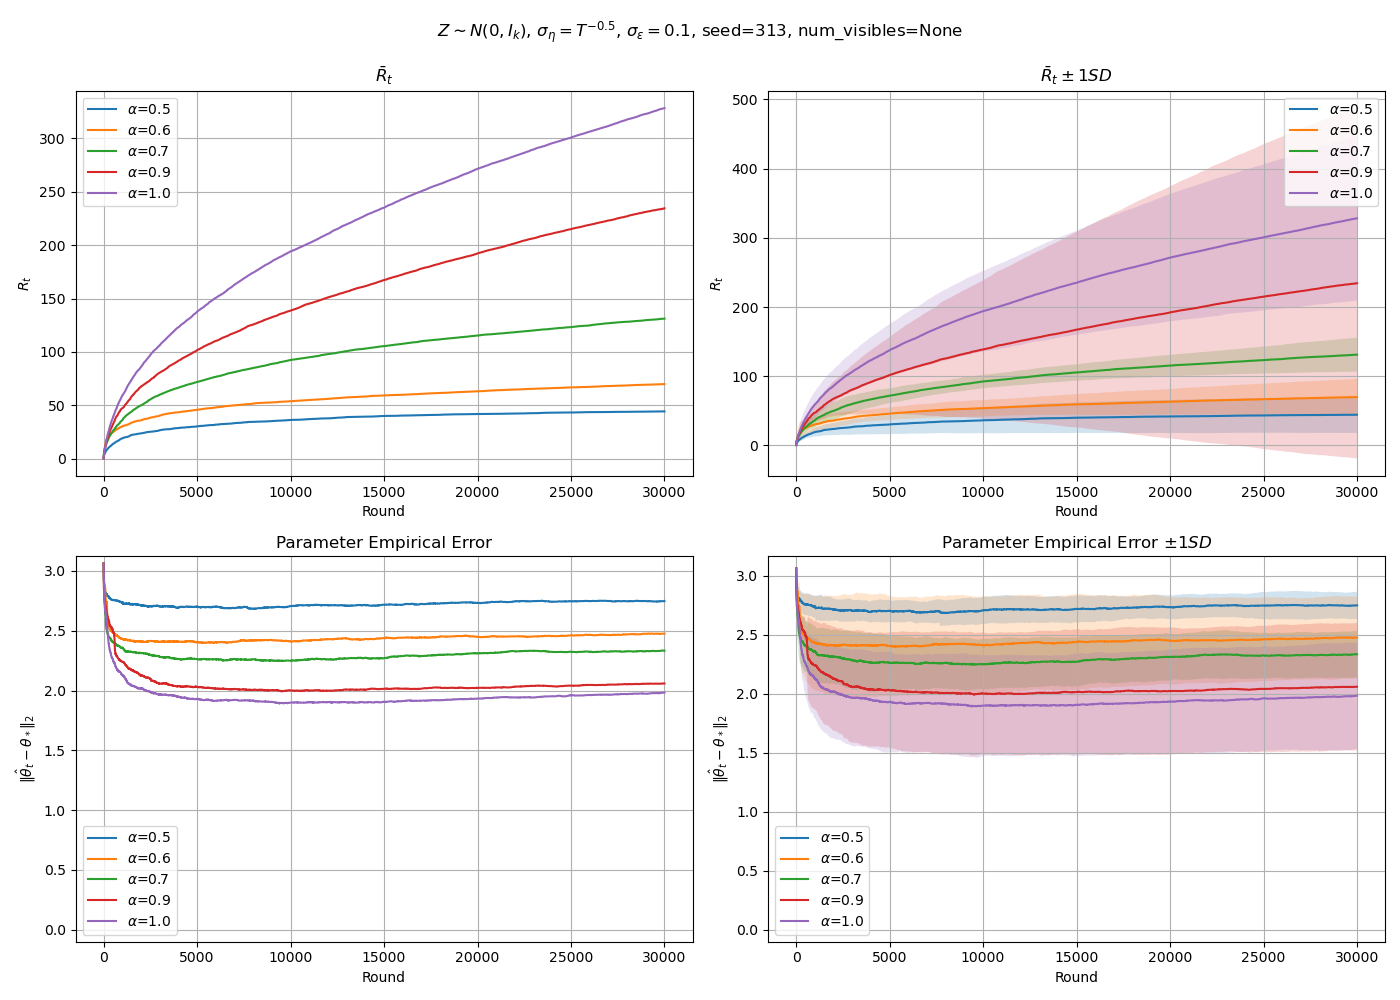 Z ~ N(0, I_k), σ_η = T^{-0.5}, σ_ε = 0.1, seed=313, num_visibles=None
R̄_t
350
300
250
200
150
100
50
0
R_t
α=0.5
α=0.6
α=0.7
α=0.9
α=1.0
0 5000 10000 15000 20000 25000 30000
Round
R̄_t ± 1SD
500
400
300
200
100
0
R_t
α=0.5
α=0.6
α=0.7
α=0.9
α=1.0
0 5000 10000 15000 20000 25000 30000
Round
Parameter Empirical Error
3.0
2.5
2.0
1.5
1.0
0.5
0.0
‖θ̂_t − θ_*‖_2
α=0.5
α=0.6
α=0.7
α=0.9
α=1.0
0 5000 10000 15000 20000 25000 30000
Round
Parameter Empirical Error ±1SD
3.0
2.5
2.0
1.5
1.0
0.5
0.0
‖θ̂_t − θ_*‖_2
α=0.5
α=0.6
α=0.7
α=0.9
α=1.0
0 5000 10000 15000 20000 25000 30000
Round